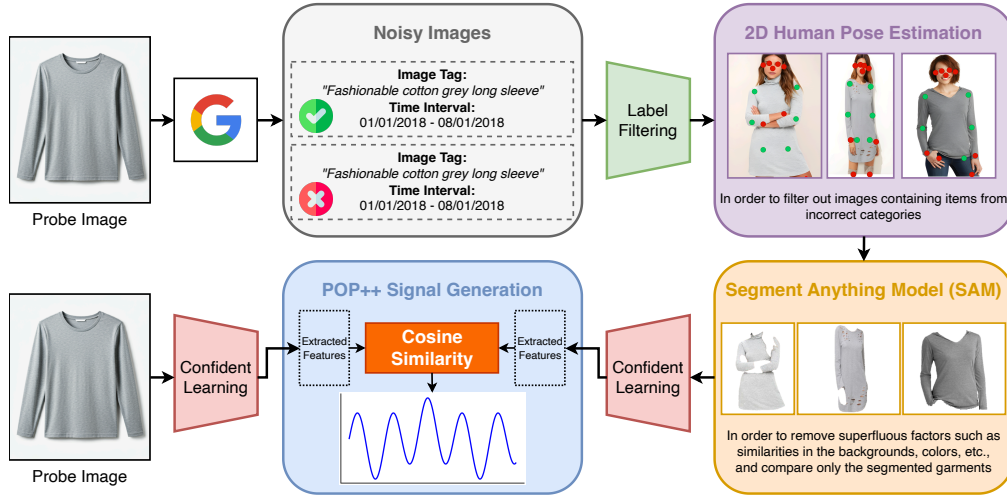 Probe Image
Noisy Images
Image Tag:
"Fashionable cotton grey long sleeve"
Time Interval:
01/01/2018 - 08/01/2018
Image Tag:
"Fashionable cotton grey long sleeve"
Time Interval:
01/01/2018 - 08/01/2018
Label
Filtering
2D Human Pose Estimation
In order to filter out images containing items from
incorrect categories
Probe Image
Confident
Learning
POP++ Signal Generation
Extracted
Features
Cosine
Similarity
Extracted
Features
Confident
Learning
Segment Anything Model (SAM)
In order to remove superfluous factors such as
similarities in the backgrounds, colors, etc.,
and compare only the segmented garments